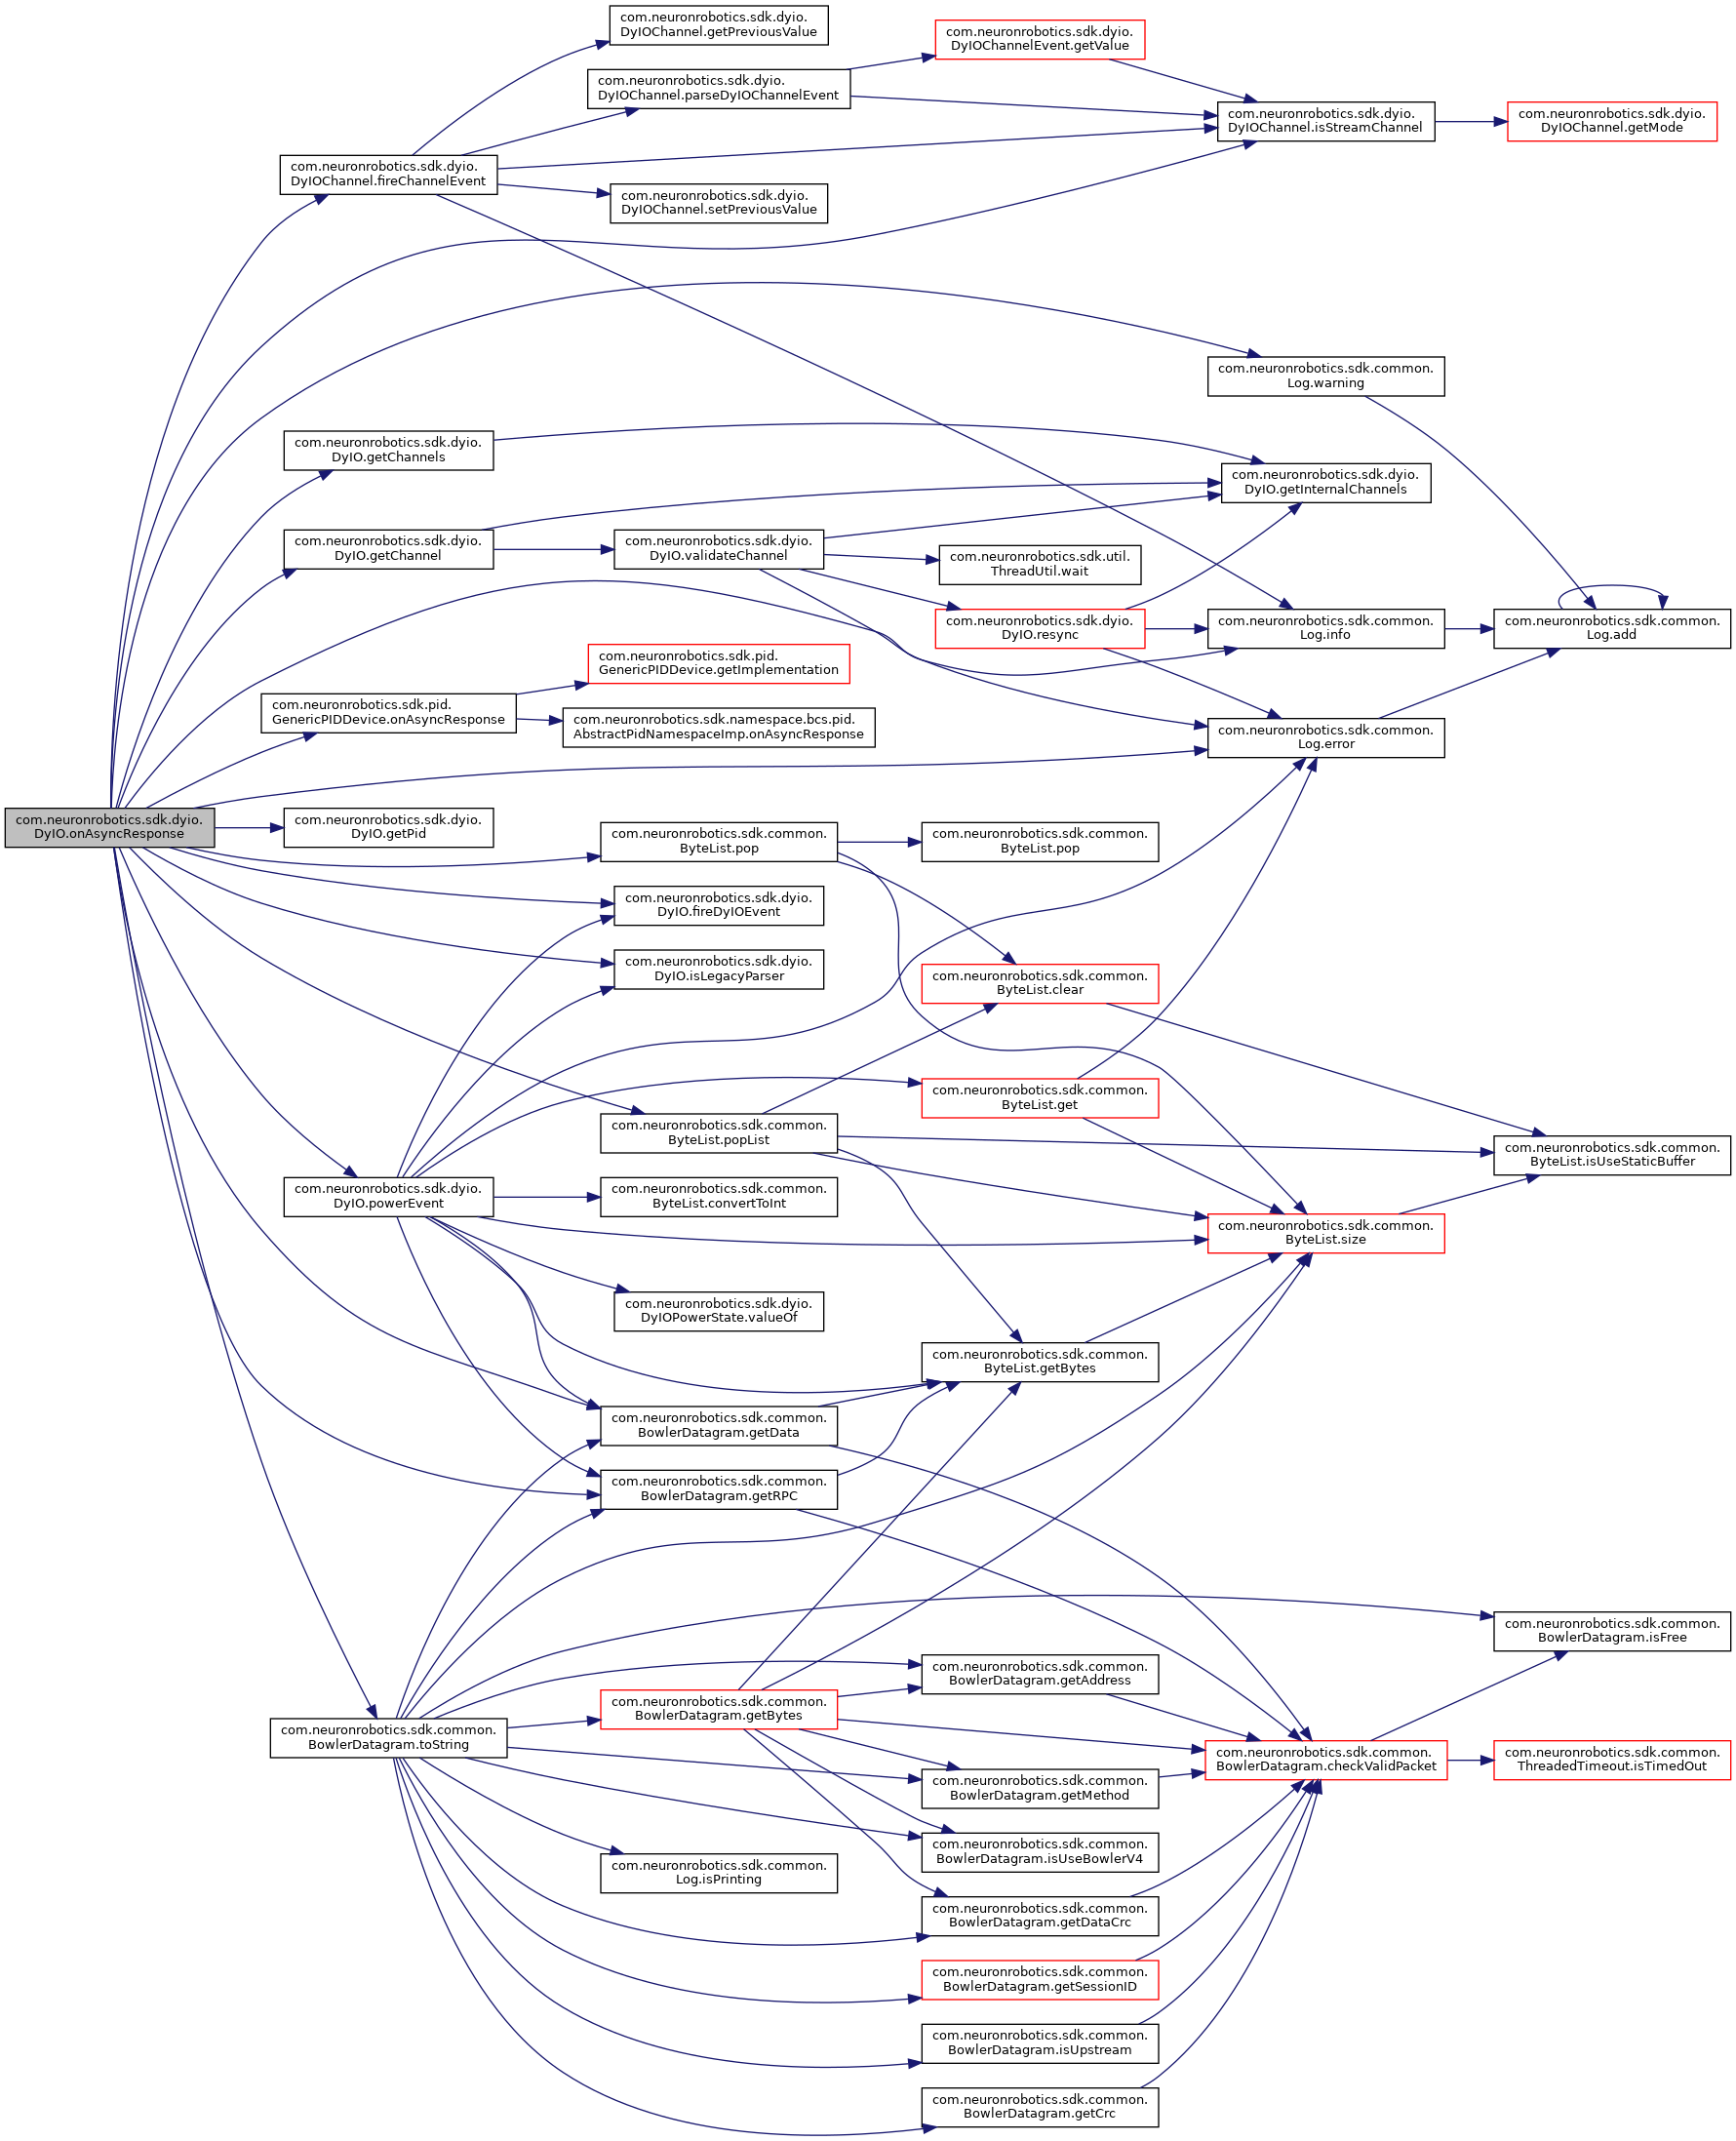 com.neuronrobotics.sdk.dyio.
DyIO.onAsyncResponse
com.neuronrobotics.sdk.dyio.
DyIOChannel.fireChannelEvent
com.neuronrobotics.sdk.dyio.
DyIOChannel.getPreviousValue
com.neuronrobotics.sdk.dyio.
DyIOChannel.parseDyIOChannelEvent
com.neuronrobotics.sdk.dyio.
DyIOChannelEvent.getValue
com.neuronrobotics.sdk.dyio.
DyIOChannel.isStreamChannel
com.neuronrobotics.sdk.dyio.
DyIOChannel.getMode
com.neuronrobotics.sdk.dyio.
DyIOChannel.setPreviousValue
com.neuronrobotics.sdk.common.
Log.warning
com.neuronrobotics.sdk.dyio.
DyIO.getChannels
com.neuronrobotics.sdk.dyio.
DyIO.getInternalChannels
com.neuronrobotics.sdk.dyio.
DyIO.getChannel
com.neuronrobotics.sdk.dyio.
DyIO.validateChannel
com.neuronrobotics.sdk.util.
ThreadUtil.wait
com.neuronrobotics.sdk.dyio.
DyIO.resync
com.neuronrobotics.sdk.common.
Log.info
com.neuronrobotics.sdk.common.
Log.add
com.neuronrobotics.sdk.pid.
GenericPIDDevice.getImplementation
com.neuronrobotics.sdk.pid.
GenericPIDDevice.onAsyncResponse
com.neuronrobotics.sdk.namespace.bcs.pid.
AbstractPidNamespaceImp.onAsyncResponse
com.neuronrobotics.sdk.common.
Log.error
com.neuronrobotics.sdk.dyio.
DyIO.getPid
com.neuronrobotics.sdk.common.
ByteList.pop
com.neuronrobotics.sdk.common.
ByteList.pop
com.neuronrobotics.sdk.dyio.
DyIO.fireDyIOEvent
com.neuronrobotics.sdk.dyio.
DyIO.isLegacyParser
com.neuronrobotics.sdk.common.
ByteList.clear
com.neuronrobotics.sdk.common.
ByteList.get
com.neuronrobotics.sdk.common.
ByteList.popList
com.neuronrobotics.sdk.common.
ByteList.isUseStaticBuffer
com.neuronrobotics.sdk.dyio.
DyIO.powerEvent
com.neuronrobotics.sdk.common.
ByteList.convertToInt
com.neuronrobotics.sdk.common.
ByteList.size
com.neuronrobotics.sdk.dyio.
DyIOPowerState.valueOf
com.neuronrobotics.sdk.common.
ByteList.getBytes
com.neuronrobotics.sdk.common.
BowlerDatagram.getData
com.neuronrobotics.sdk.common.
BowlerDatagram.getRPC
com.neuronrobotics.sdk.common.
BowlerDatagram.isFree
com.neuronrobotics.sdk.common.
BowlerDatagram.getAddress
com.neuronrobotics.sdk.common.
BowlerDatagram.getBytes
com.neuronrobotics.sdk.common.
BowlerDatagram.toString
com.neuronrobotics.sdk.common.
BowlerDatagram.checkValidPacket
com.neuronrobotics.sdk.common.
ThreadedTimeout.isTimedOut
com.neuronrobotics.sdk.common.
BowlerDatagram.getMethod
com.neuronrobotics.sdk.common.
BowlerDatagram.isUseBowlerV4
com.neuronrobotics.sdk.common.
Log.isPrinting
com.neuronrobotics.sdk.common.
BowlerDatagram.getDataCrc
com.neuronrobotics.sdk.common.
BowlerDatagram.getSessionID
com.neuronrobotics.sdk.common.
BowlerDatagram.isUpstream
com.neuronrobotics.sdk.common.
BowlerDatagram.getCrc